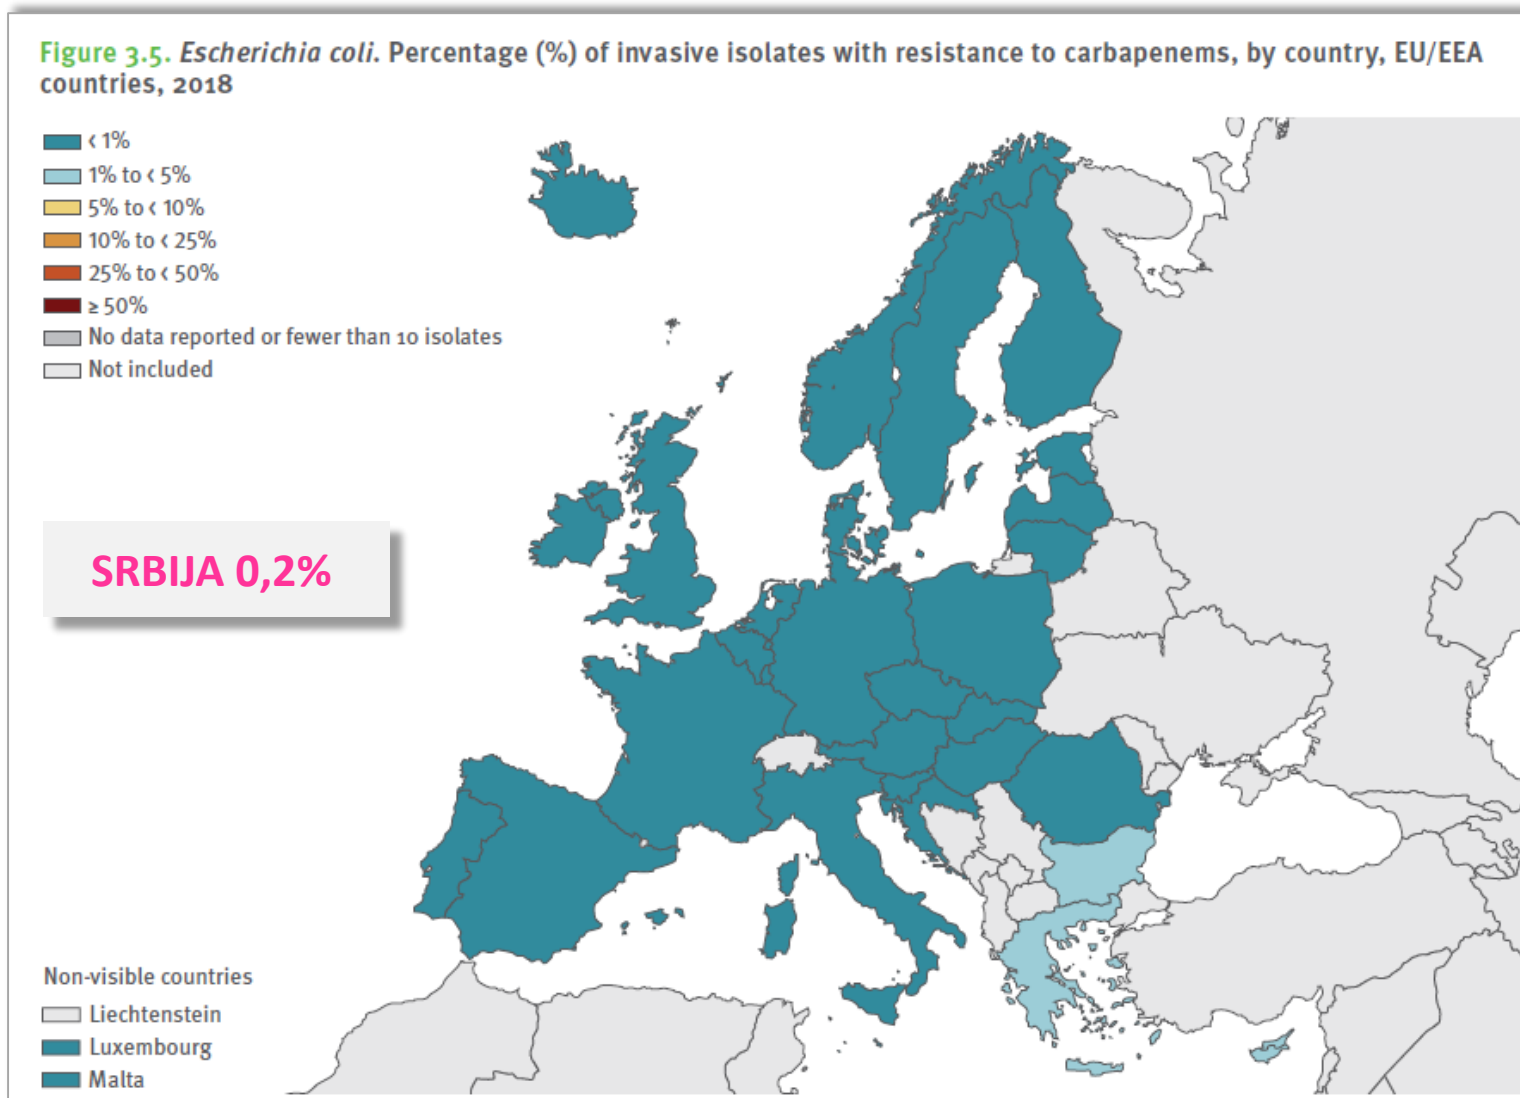 Figure 3.5. Escherichia coli. Percentage (%) of invasive isolates with resistance to carbapenems, by country, EU/EEA
countries, 2018
< 1%
1% to < 5%
5% to < 10%
10% to < 25%
25% to < 50%
≥ 50%
No data reported or fewer than 10 isolates
Not included
SRBIJA 0,2%
Non-visible countries
Liechtenstein
Luxembourg
Malta